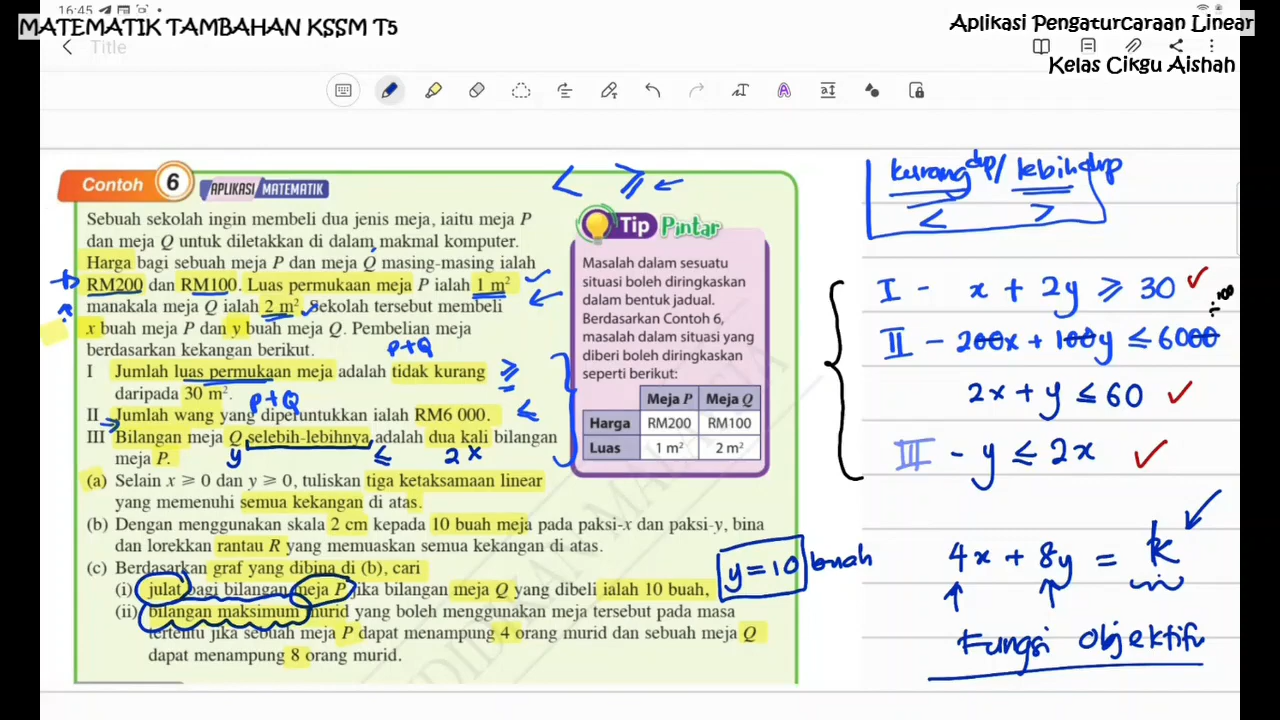 16:45
MATEMATIK TAMBAHAN KSSM T5
Aplikasi Pengaturcaraan Linear
Kelas Cikgu Aishah
Title
Contoh 6 APLIKASI MATEMATIK
< ⩾
Sebuah sekolah ingin membeli dua jenis meja, iaitu meja P
dan meja Q untuk diletakkan di dalam makmal komputer.
Harga bagi sebuah meja P dan meja Q masing-masing ialah
RM200 dan RM100. Luas permukaan meja P ialah 1 m²
manakala meja Q ialah 2 m². Sekolah tersebut membeli
x buah meja P dan y buah meja Q. Pembelian meja
berdasarkan kekangan berikut.
P+Q
I Jumlah luas permukaan meja adalah tidak kurang ⩾
daripada 30 m².
P+Q
II Jumlah wang yang diperuntukkan ialah RM6 000. ≤
III Bilangan meja Q selebih-lebihnya adalah dua kali bilangan
meja P.
y ≤ 2x
(a) Selain x ⩾ 0 dan y ⩾ 0, tuliskan tiga ketaksamaan linear
yang memenuhi semua kekangan di atas.
(b) Dengan menggunakan skala 2 cm kepada 10 buah meja pada paksi-x dan paksi-y, bina
dan lorekkan rantau R yang memuaskan semua kekangan di atas.
(c) Berdasarkan graf yang dibina di (b), cari
(i) julat bagi bilangan meja P jika bilangan meja Q yang dibeli ialah 10 buah,
(ii) bilangan maksimum murid yang boleh menggunakan meja tersebut pada masa
tertentu jika sebuah meja P dapat menampung 4 orang murid dan sebuah meja Q
dapat menampung 8 orang murid.
y = 10 buah
Tip Pintar
Masalah dalam sesuatu
situasi boleh diringkaskan
dalam bentuk jadual.
Berdasarkan Contoh 6,
masalah dalam situasi yang
diberi boleh diringkaskan
seperti berikut:
Meja P Meja Q
Harga RM200 RM100
Luas 1 m² 2 m²
kurang drp / lebih drp
< >
I - x + 2y ⩾ 30
÷100
II - 200x + 100y ≤ 6000
2x + y ≤ 60
III - y ≤ 2x
4x + 8y = k
Fungsi Objektif